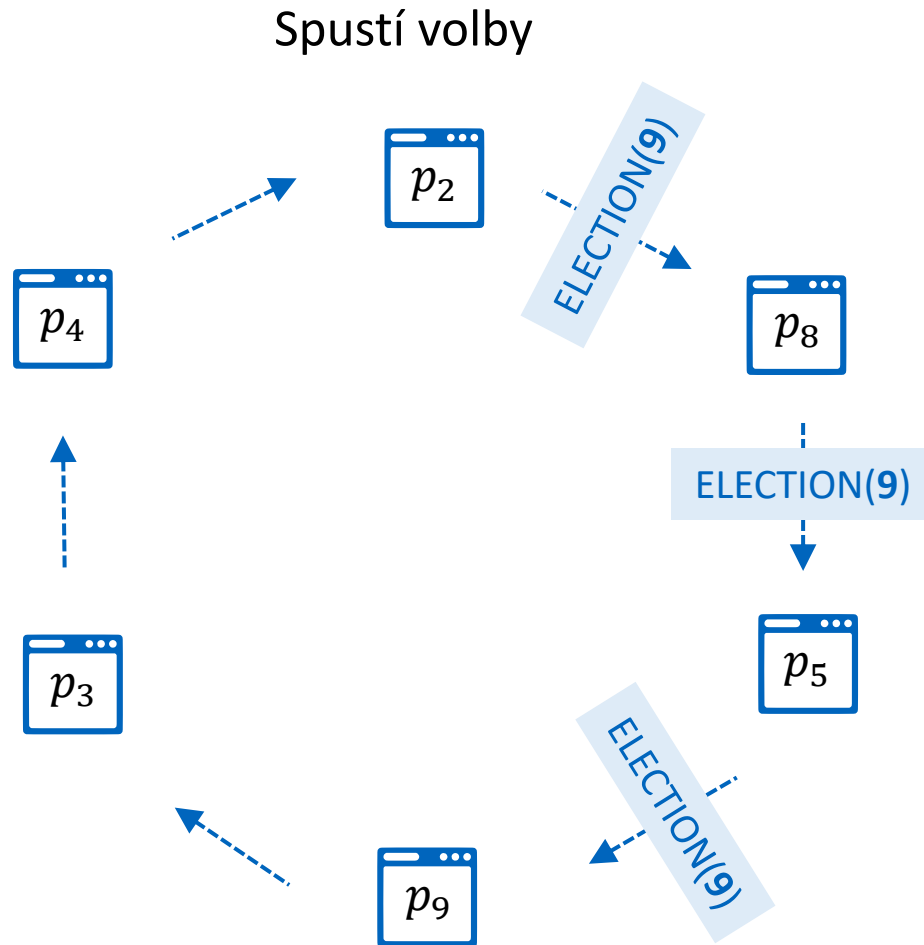 Spustí volby
p₂
ELECTION(9)
p₄
p₈
ELECTION(9)
p₃
p₅
ELECTION(9)
p₉